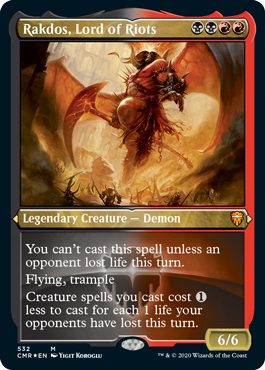 Rakdos, Lord of Riots
Legendary Creature — Demon
You can't cast this spell unless an
opponent lost life this turn.
Flying, trample
Creature spells you cast cost 1
less to cast for each 1 life your
opponents have lost this turn.
6/6
532 M
CMR ★ EN Yigit Koroglu
™ & © 2020 Wizards of the Coast